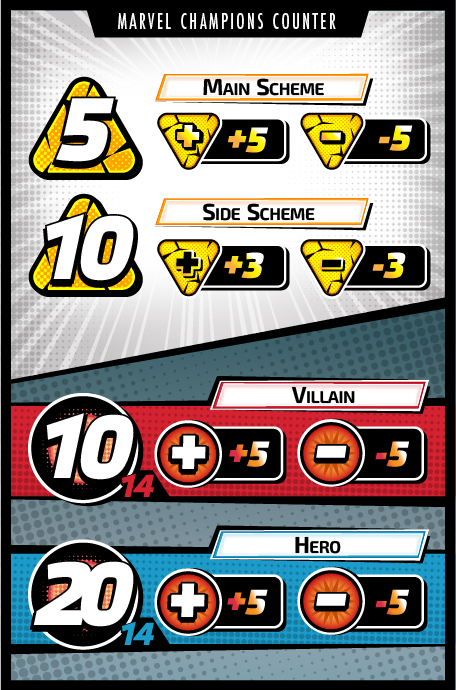 MARVEL CHAMPIONS COUNTER
MAIN SCHEME
5 + +5 - -5
SIDE SCHEME
10 + +3 - -3
VILLAIN
10 14 + +5 - -5
HERO
20 14 + +5 - -5